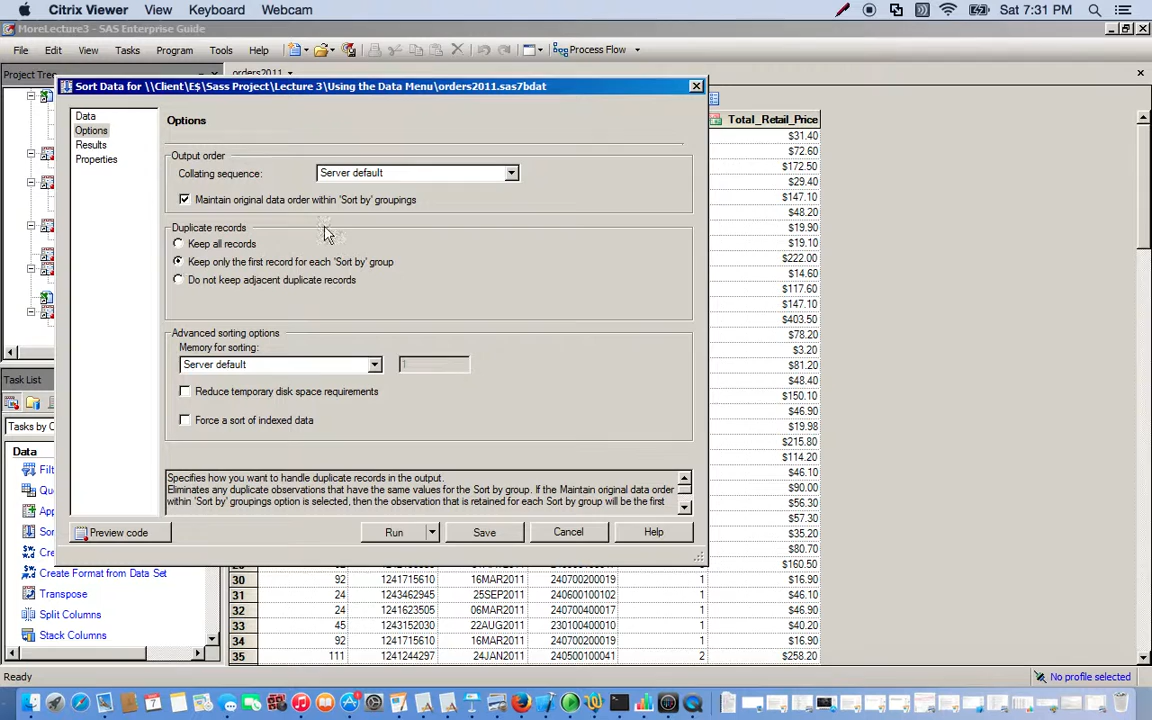 Citrix Viewer View Keyboard Webcam Sat 7:31 PM
MoreLecture3 - SAS Enterprise Guide
File Edit View Tasks Program Tools Help Process Flow
Project Tree orders2011
Sort Data for \\Client\E$\Sass Project\Lecture 3\Using the Data Menu\orders2011.sas7bdat
Data
Options
Results
Properties
Options
Output order
Collating sequence: Server default
Maintain original data order within 'Sort by' groupings
Duplicate records
Keep all records
Keep only the first record for each 'Sort by' group
Do not keep adjacent duplicate records
Advanced sorting options
Memory for sorting:
Server default 1
Reduce temporary disk space requirements
Force a sort of indexed data
Specifies how you want to handle duplicate records in the output.
Eliminates any duplicate observations that have the same values for the Sort by group. If the Maintain original data order
within 'Sort by' groupings option is selected, then the observation that is retained for each Sort by group will be the first
Preview code Run Save Cancel Help
Total_Retail_Price
$31.40
$72.60
$172.50
$29.40
$147.10
$48.20
$19.90
$19.10
$222.00
$14.60
$117.60
$147.10
$403.50
$78.20
$3.20
$81.20
$48.40
$150.10
$46.90
$19.98
$215.80
$114.20
$46.10
$90.00
$56.30
$57.30
$35.20
$80.70
$160.50
30 92 1241715610 16MAR2011 240700200019 1 $16.90
31 24 1243462945 25SEP2011 240600100102 1 $46.10
32 24 1241623505 06MAR2011 240700400017 1 $46.90
33 45 1243152030 22AUG2011 230100400070 1 $40.20
34 92 1241715610 16MAR2011 240700200019 1 $16.90
35 111 1241244297 24JAN2011 240500100041 2 $258.20
Task List
Tasks by C
Data
Filt
Qu
App
Sor
Cre
Create Format from Data Set
Transpose
Split Columns
Stack Columns
No profile selected